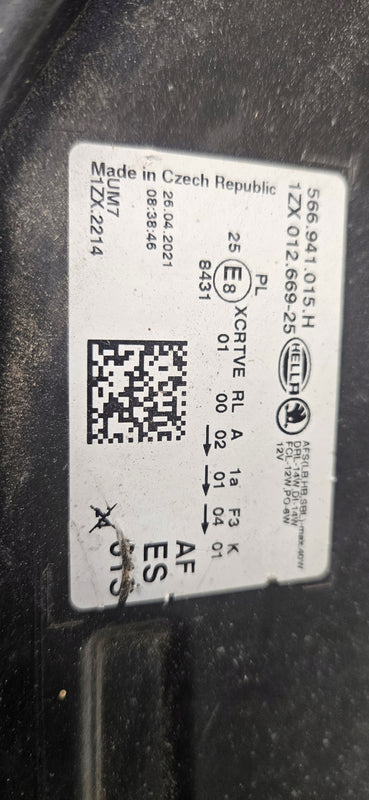 566.941.015.H
1ZX 012.669-25
HELLA
AFS(LB,HB,SBL)-max.40W
DRL-14W,DI-14W
FCL-12W,PO-6W
12V
PL
XCRTVE RL A 1a F3 K
25 E8 01 00 02 01 04 01
8431
Made in Czech Republic
26.04.2021
08:38:46
UM7
Z1ZX.2214
AF
ES